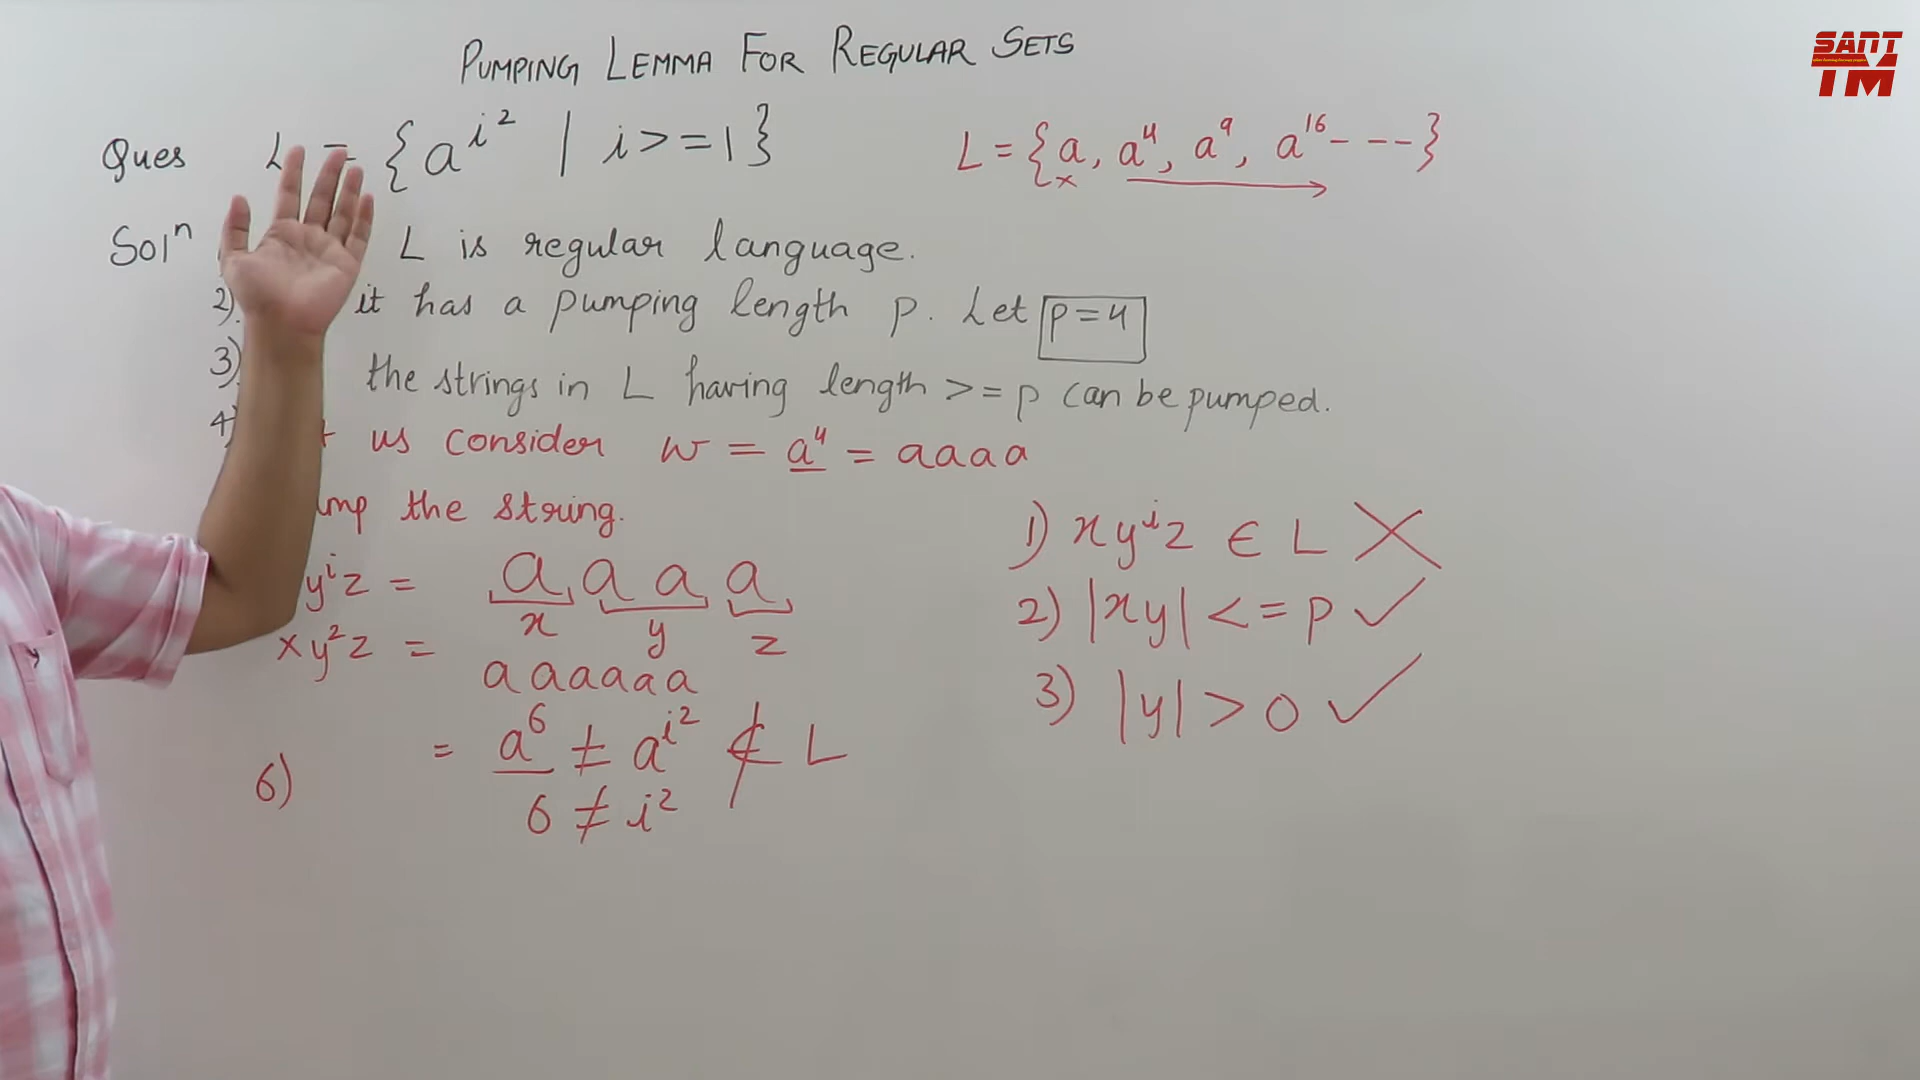 PUMPING LEMMA FOR REGULAR SETS
SANT
TM
Ques L = {a^i² | i >= 1}
L = {a, a⁴, a⁹, a¹⁶ - - - -}
x
Solⁿ L is regular language.
2). it has a pumping length p. Let p = 4
3) the strings in L having length >= p can be pumped.
4) us consider w = a⁴ = aaaa
the string.
yⁱz = a a a a
x y z
xy²z = aaaaaa
= a⁶ ≠ a^i² ∉ L
6) 6 ≠ i²
1) xyⁱz ∈ L X
2) |xy| <= p ✓
3) |y| > 0 ✓